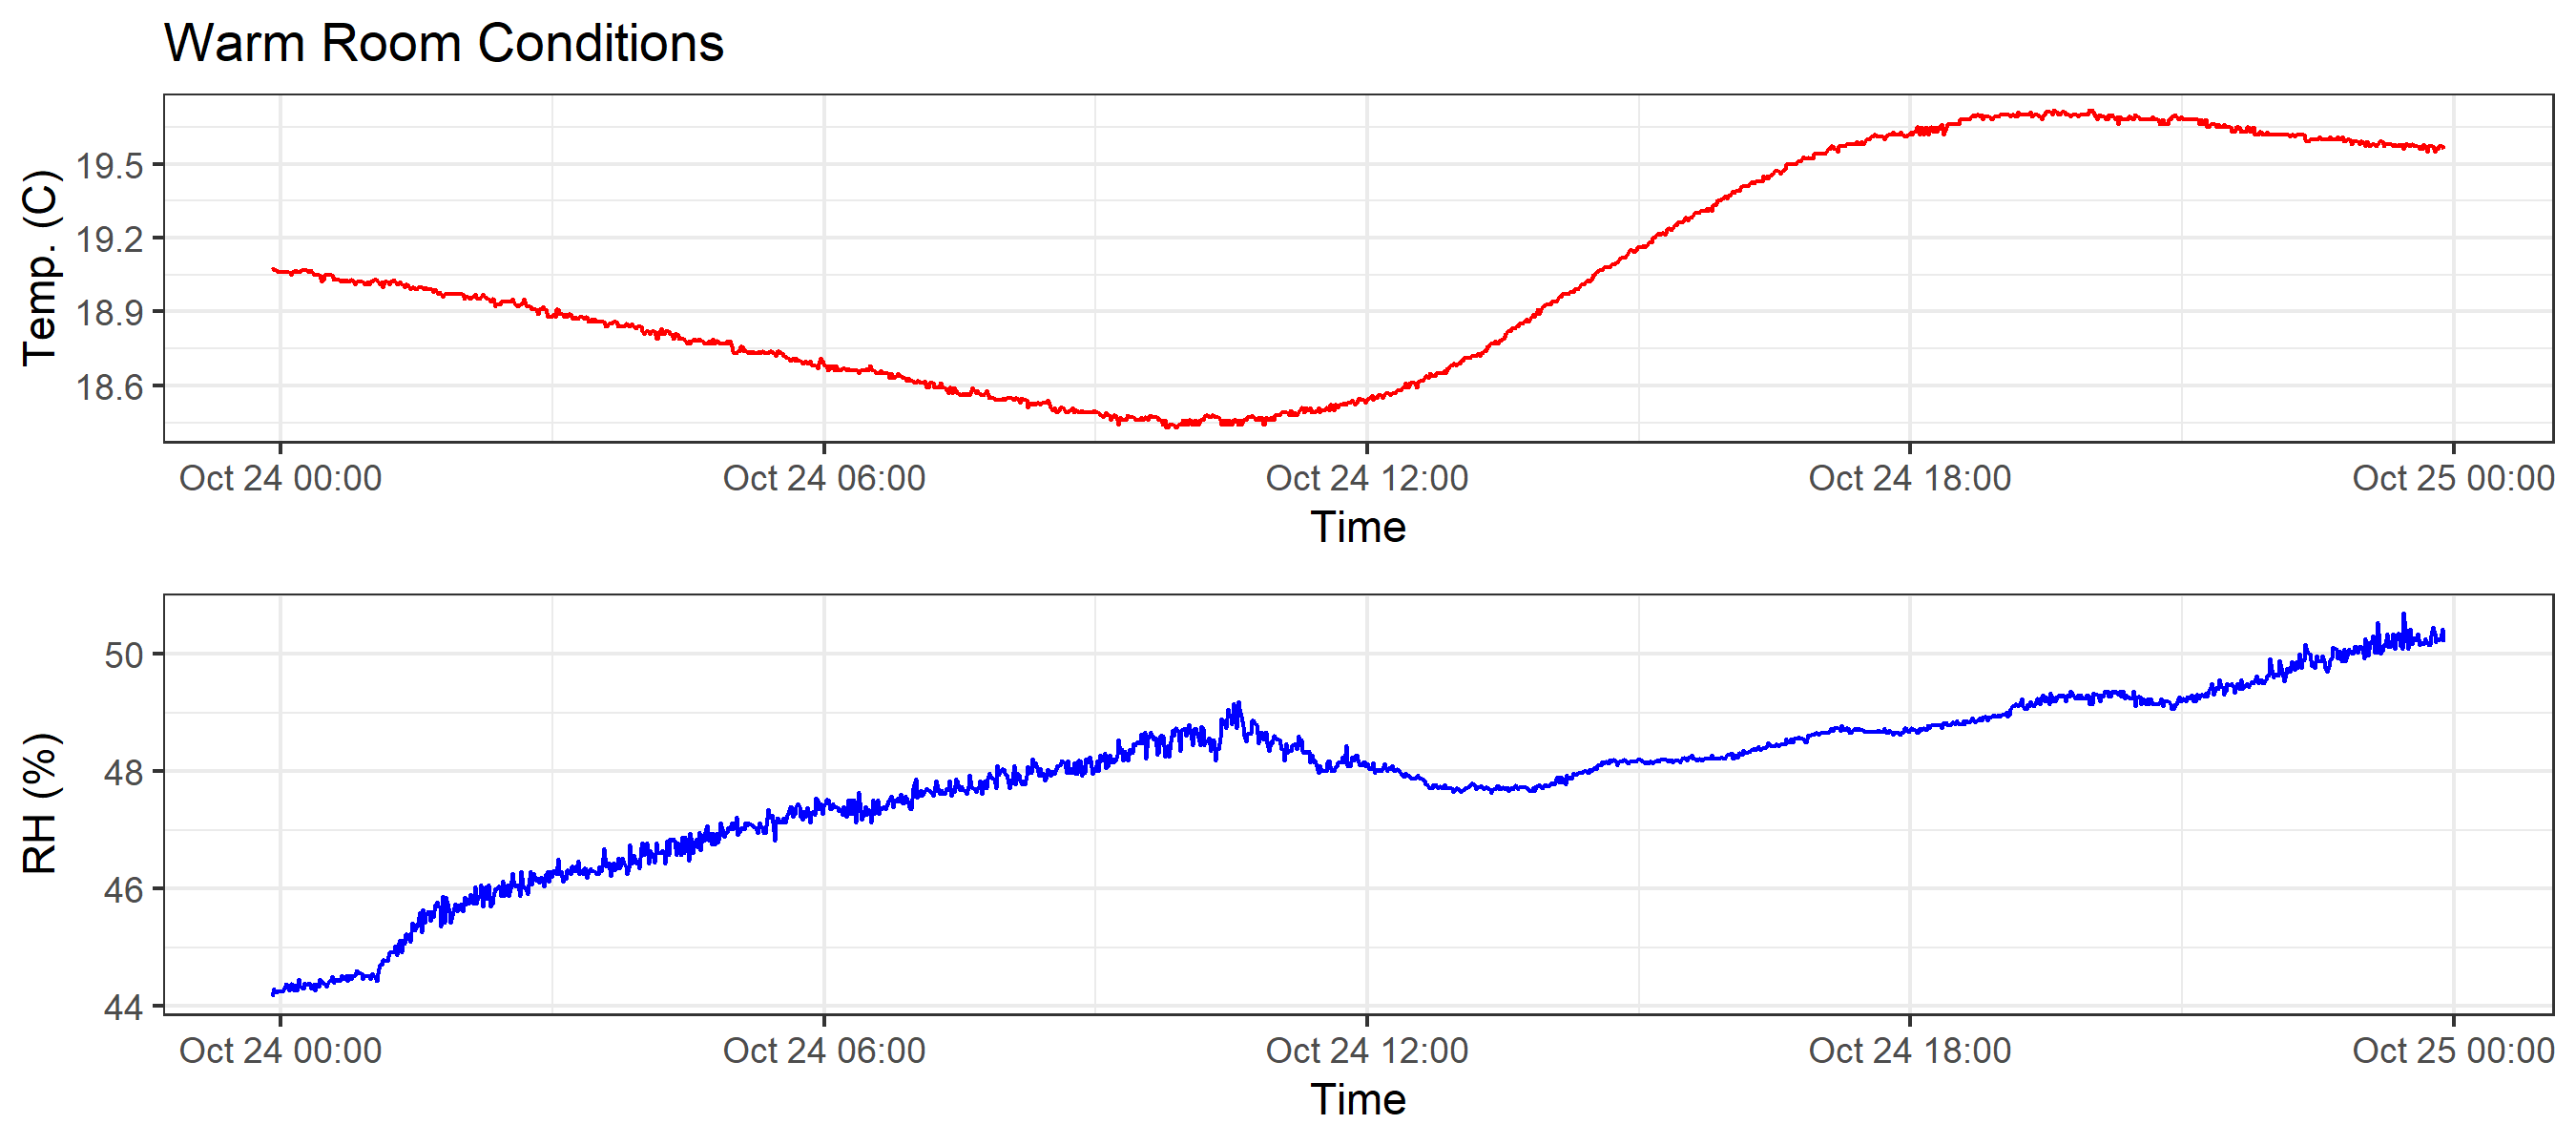 Warm Room Conditions
Temp. (C)
19.5
19.2
18.9
18.6
Oct 24 00:00 Oct 24 06:00 Oct 24 12:00 Oct 24 18:00 Oct 25 00:00
Time
RH (%)
50
48
46
44
Oct 24 00:00 Oct 24 06:00 Oct 24 12:00 Oct 24 18:00 Oct 25 00:00
Time